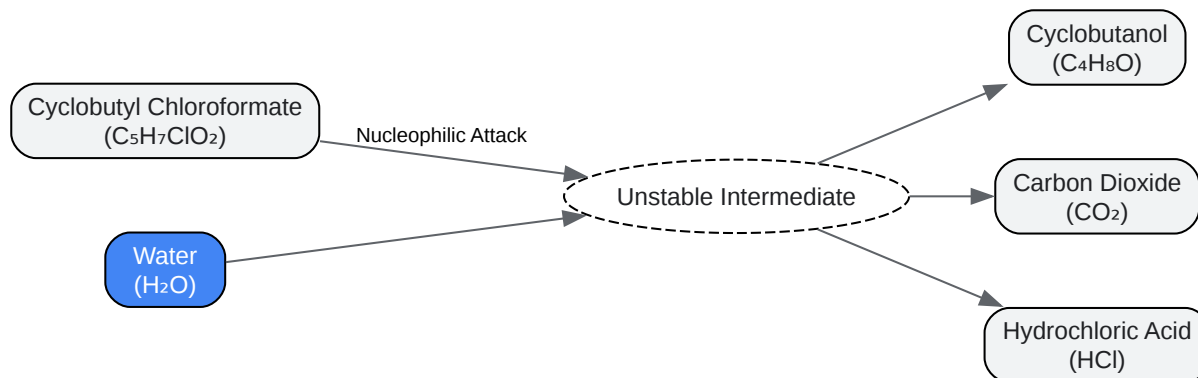 Cyclobutyl Chloroformate
(C₅H₇ClO₂)
Nucleophilic Attack
Water
(H₂O)
Unstable Intermediate
Cyclobutanol
(C₄H₈O)
Carbon Dioxide
(CO₂)
Hydrochloric Acid
(HCl)